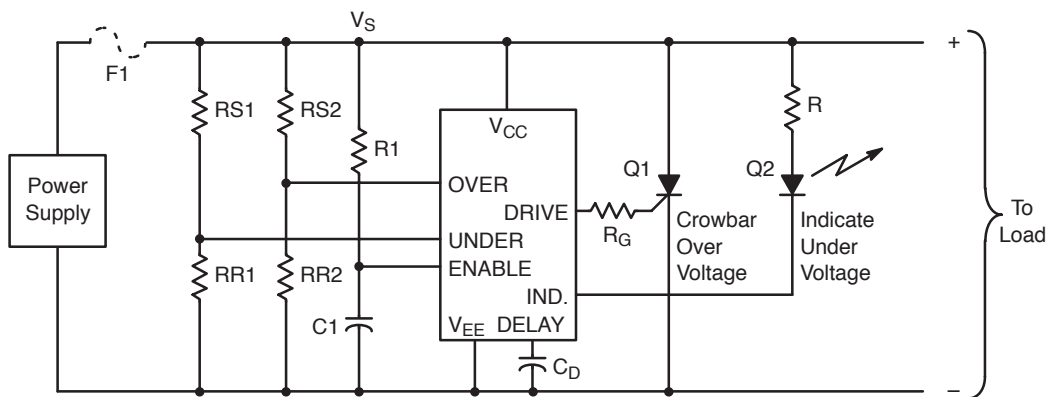 V_S
+
F1
RS1
RS2
R
V_CC
R1
Power
Supply
OVER
Q1
Q2
DRIVE
R_G
Crowbar
Over
Voltage
Indicate
Under
Voltage
To
Load
UNDER
ENABLE
RR1
RR2
IND.
C1
V_EE
DELAY
C_D
−